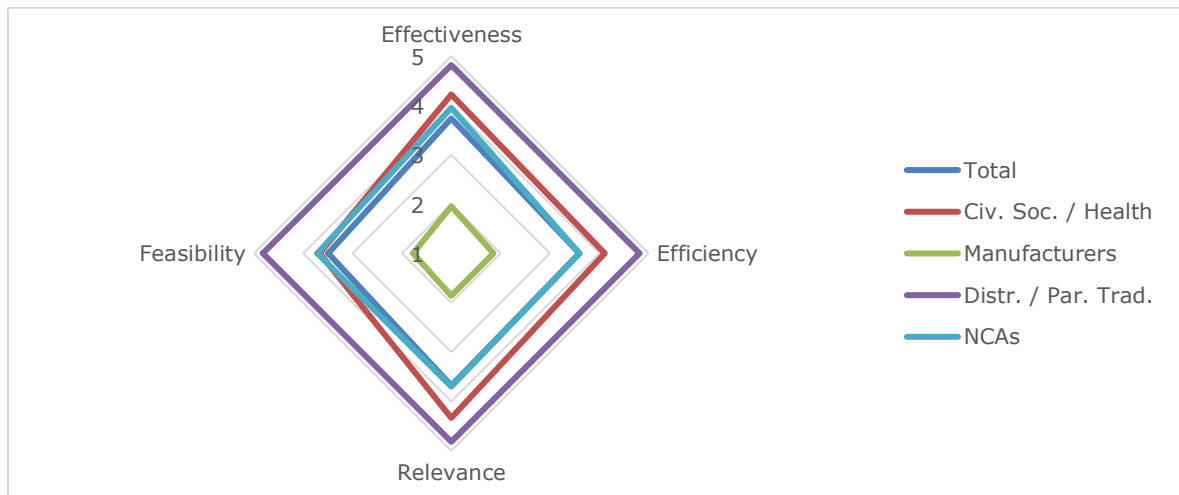 Effectiveness
5
4
3
2
1
Feasibility
Efficiency
Relevance
Total
Civ. Soc. / Health
Manufacturers
Distr. / Par. Trad.
NCAs